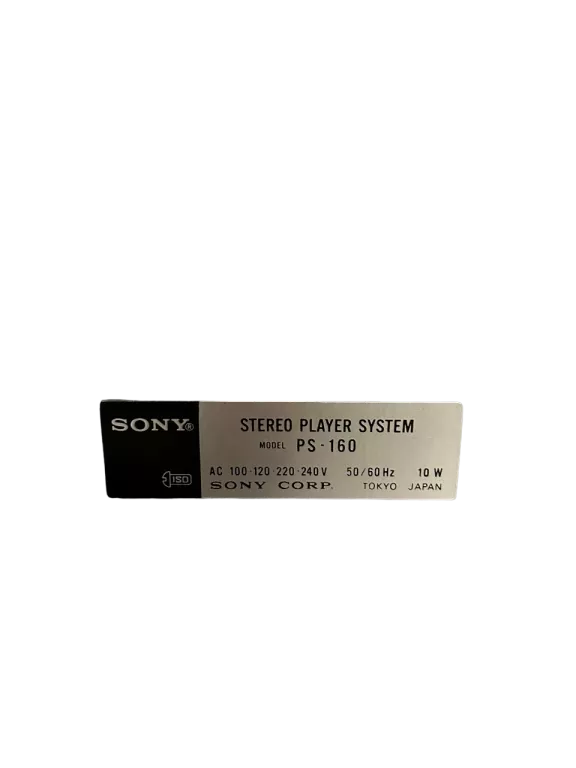 SONY®
ISO
STEREO PLAYER SYSTEM
MODEL PS-160
AC 100·120·220·240V 50/60Hz 10 W
SONY CORP. TOKYO JAPAN